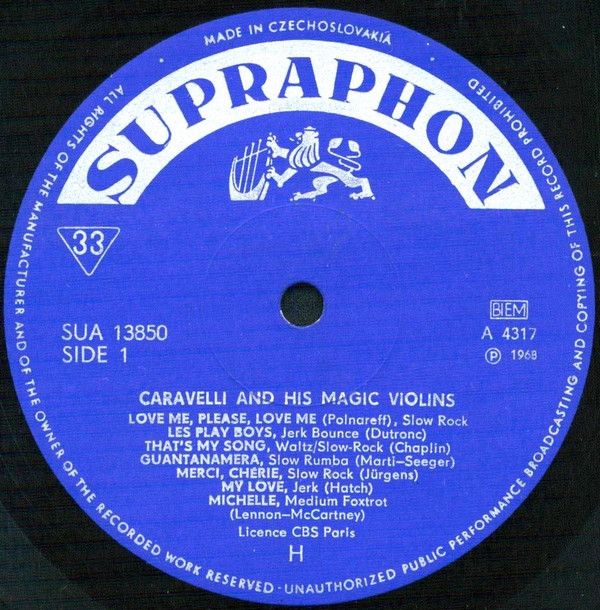 MADE IN CZECHOSLOVAKIA
SUPRAPHON
33
SUA 13850
SIDE 1
BIEM
A 4317
Ⓟ 1968
CARAVELLI AND HIS MAGIC VIOLINS
LOVE ME, PLEASE, LOVE ME (Polnareff), Slow Rock
LES PLAY BOYS, Jerk Bounce (Dutronc)
THAT'S MY SONG, Waltz/Slow-Rock (Chaplin)
GUANTANAMERA, Slow Rumba (Marti–Seeger)
MERCI, CHÉRIE, Slow Rock (Jürgens)
MY LOVE, Jerk (Hatch)
MICHELLE, Medium Foxtrot
(Lennon–McCartney)
Licence CBS Paris
H
ALL RIGHTS OF THE MANUFACTURER AND OF THE OWNER OF THE RECORDED WORK RESERVED - UNAUTHORIZED PUBLIC PERFORMANCE BROADCASTING AND COPYING OF THIS RECORD PROHIBITED